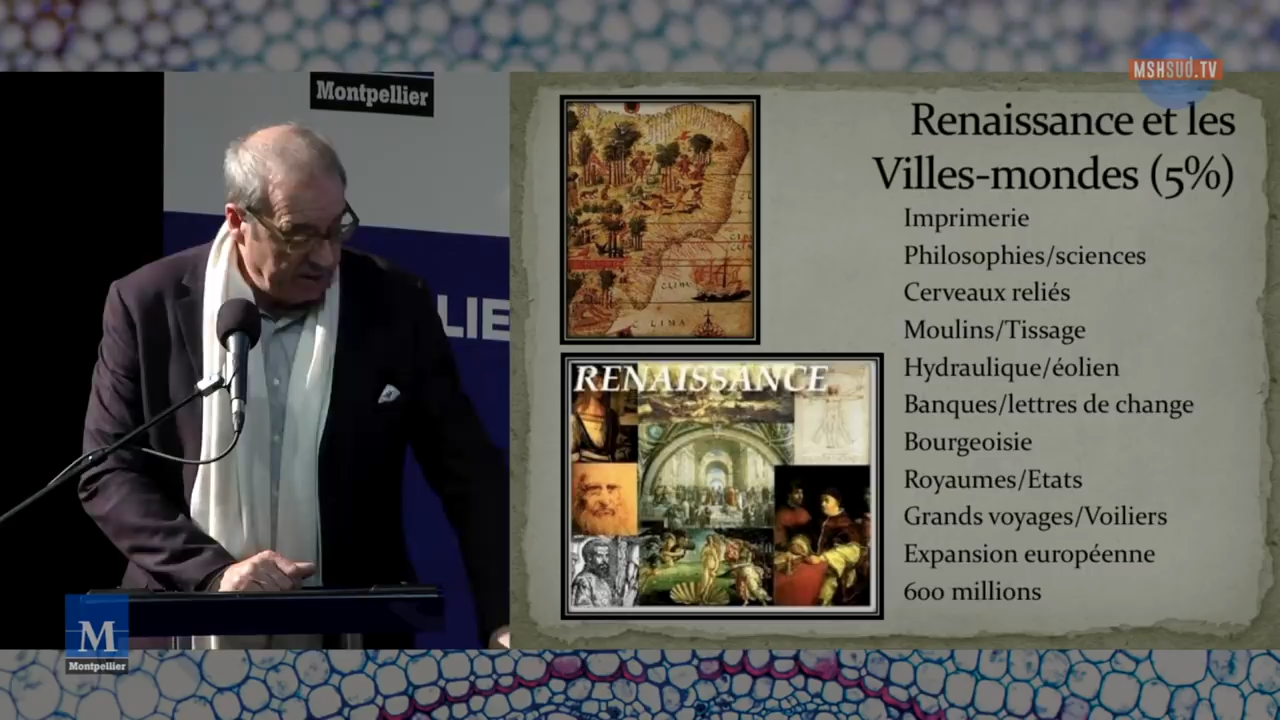 MSHSUD.TV
Montpellier
LIE
Renaissance et les
Villes-mondes (5%)
Imprimerie
Philosophies/sciences
Cerveaux reliés
Moulins/Tissage
Hydraulique/éolien
Banques/lettres de change
Bourgeoisie
Royaumes/Etats
Grands voyages/Voiliers
Expansion européenne
600 millions
RENAISSANCE
M
Montpellier